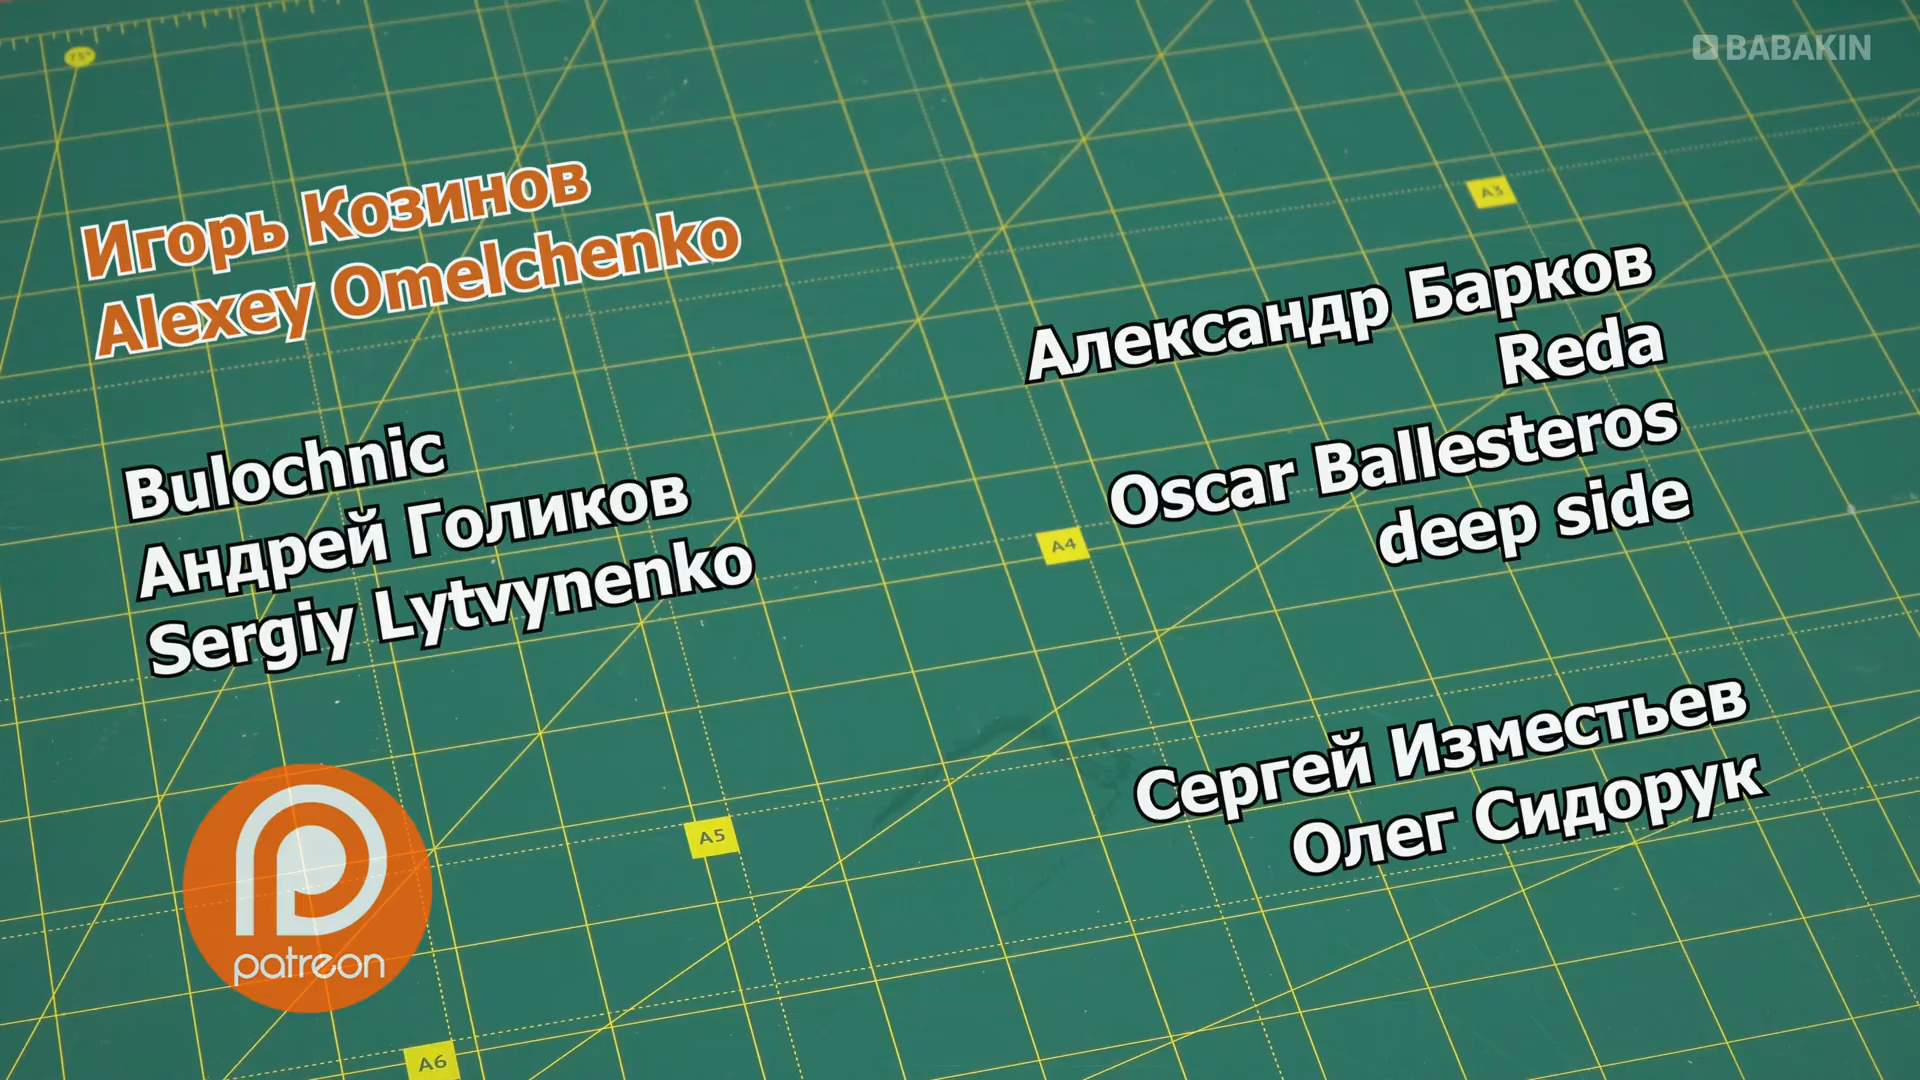 75°
BABAKIN
Игорь Козинов
Alexey Omelchenko
Bulochnic
Андрей Голиков
Sergiy Lytvynenko
A3
Александр Барков
Reda
Oscar Ballesteros
deep side
A4
Сергей Изместьев
Олег Сидорук
A5
patreon
A6